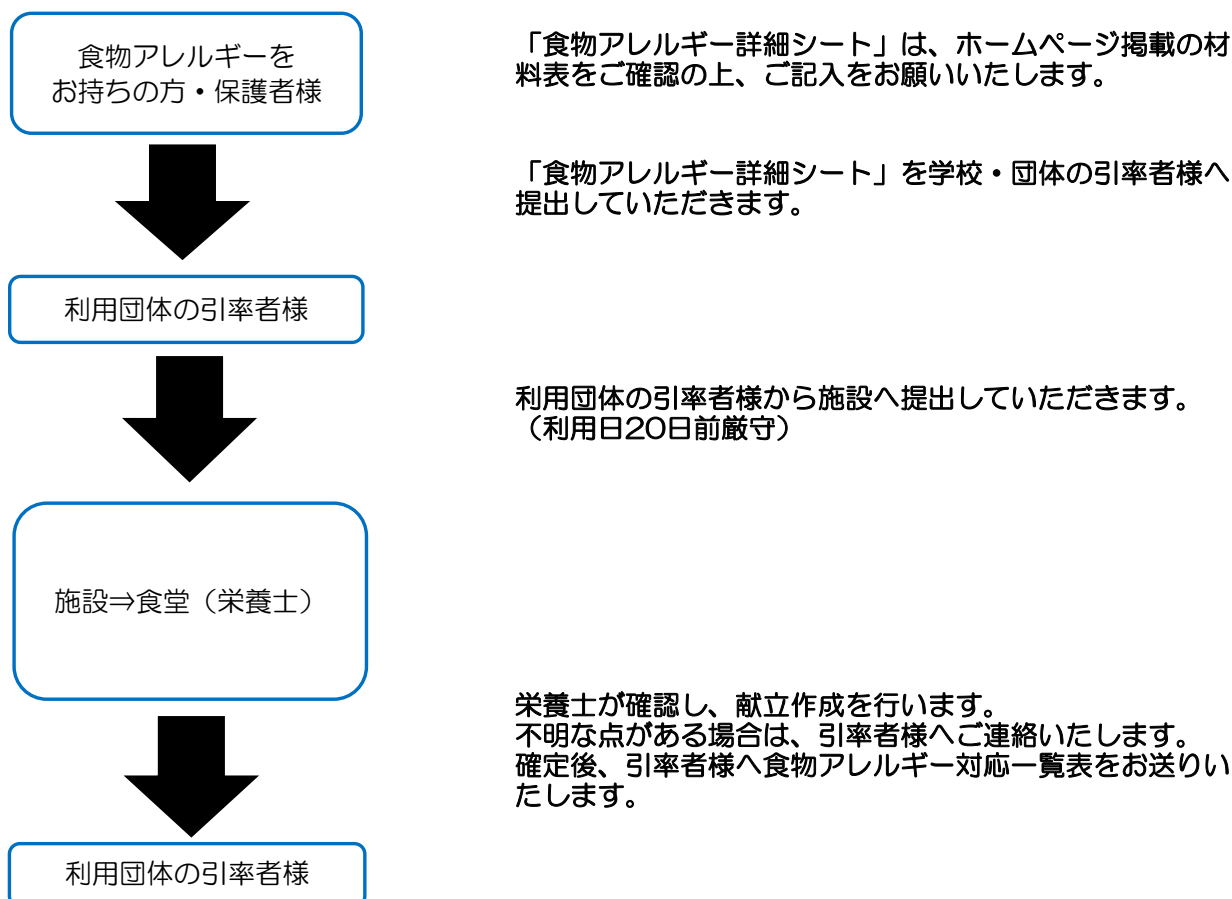 食物アレルギーを
お持ちの方・保護者様
「食物アレルギー詳細シート」は、ホームページ掲載の材
料表をご確認の上、ご記入をお願いいたします。
「食物アレルギー詳細シート」を学校・団体の引率者様へ
提出していただきます。
利用団体の引率者様
利用団体の引率者様から施設へ提出していただきます。
（利用日20日前厳守）
施設⇒食堂（栄養士）
栄養士が確認し、献立作成を行います。
不明な点がある場合は、引率者様へご連絡いたします。
確定後、引率者様へ食物アレルギー対応一覧表をお送りい
たします。
利用団体の引率者様